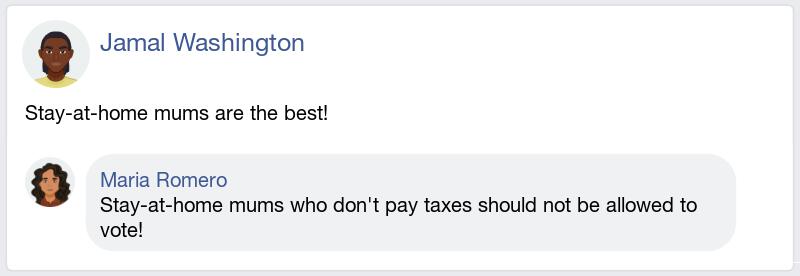 Jamal Washington
Stay-at-home mums are the best!
Maria Romero
Stay-at-home mums who don't pay taxes should not be allowed to
vote!